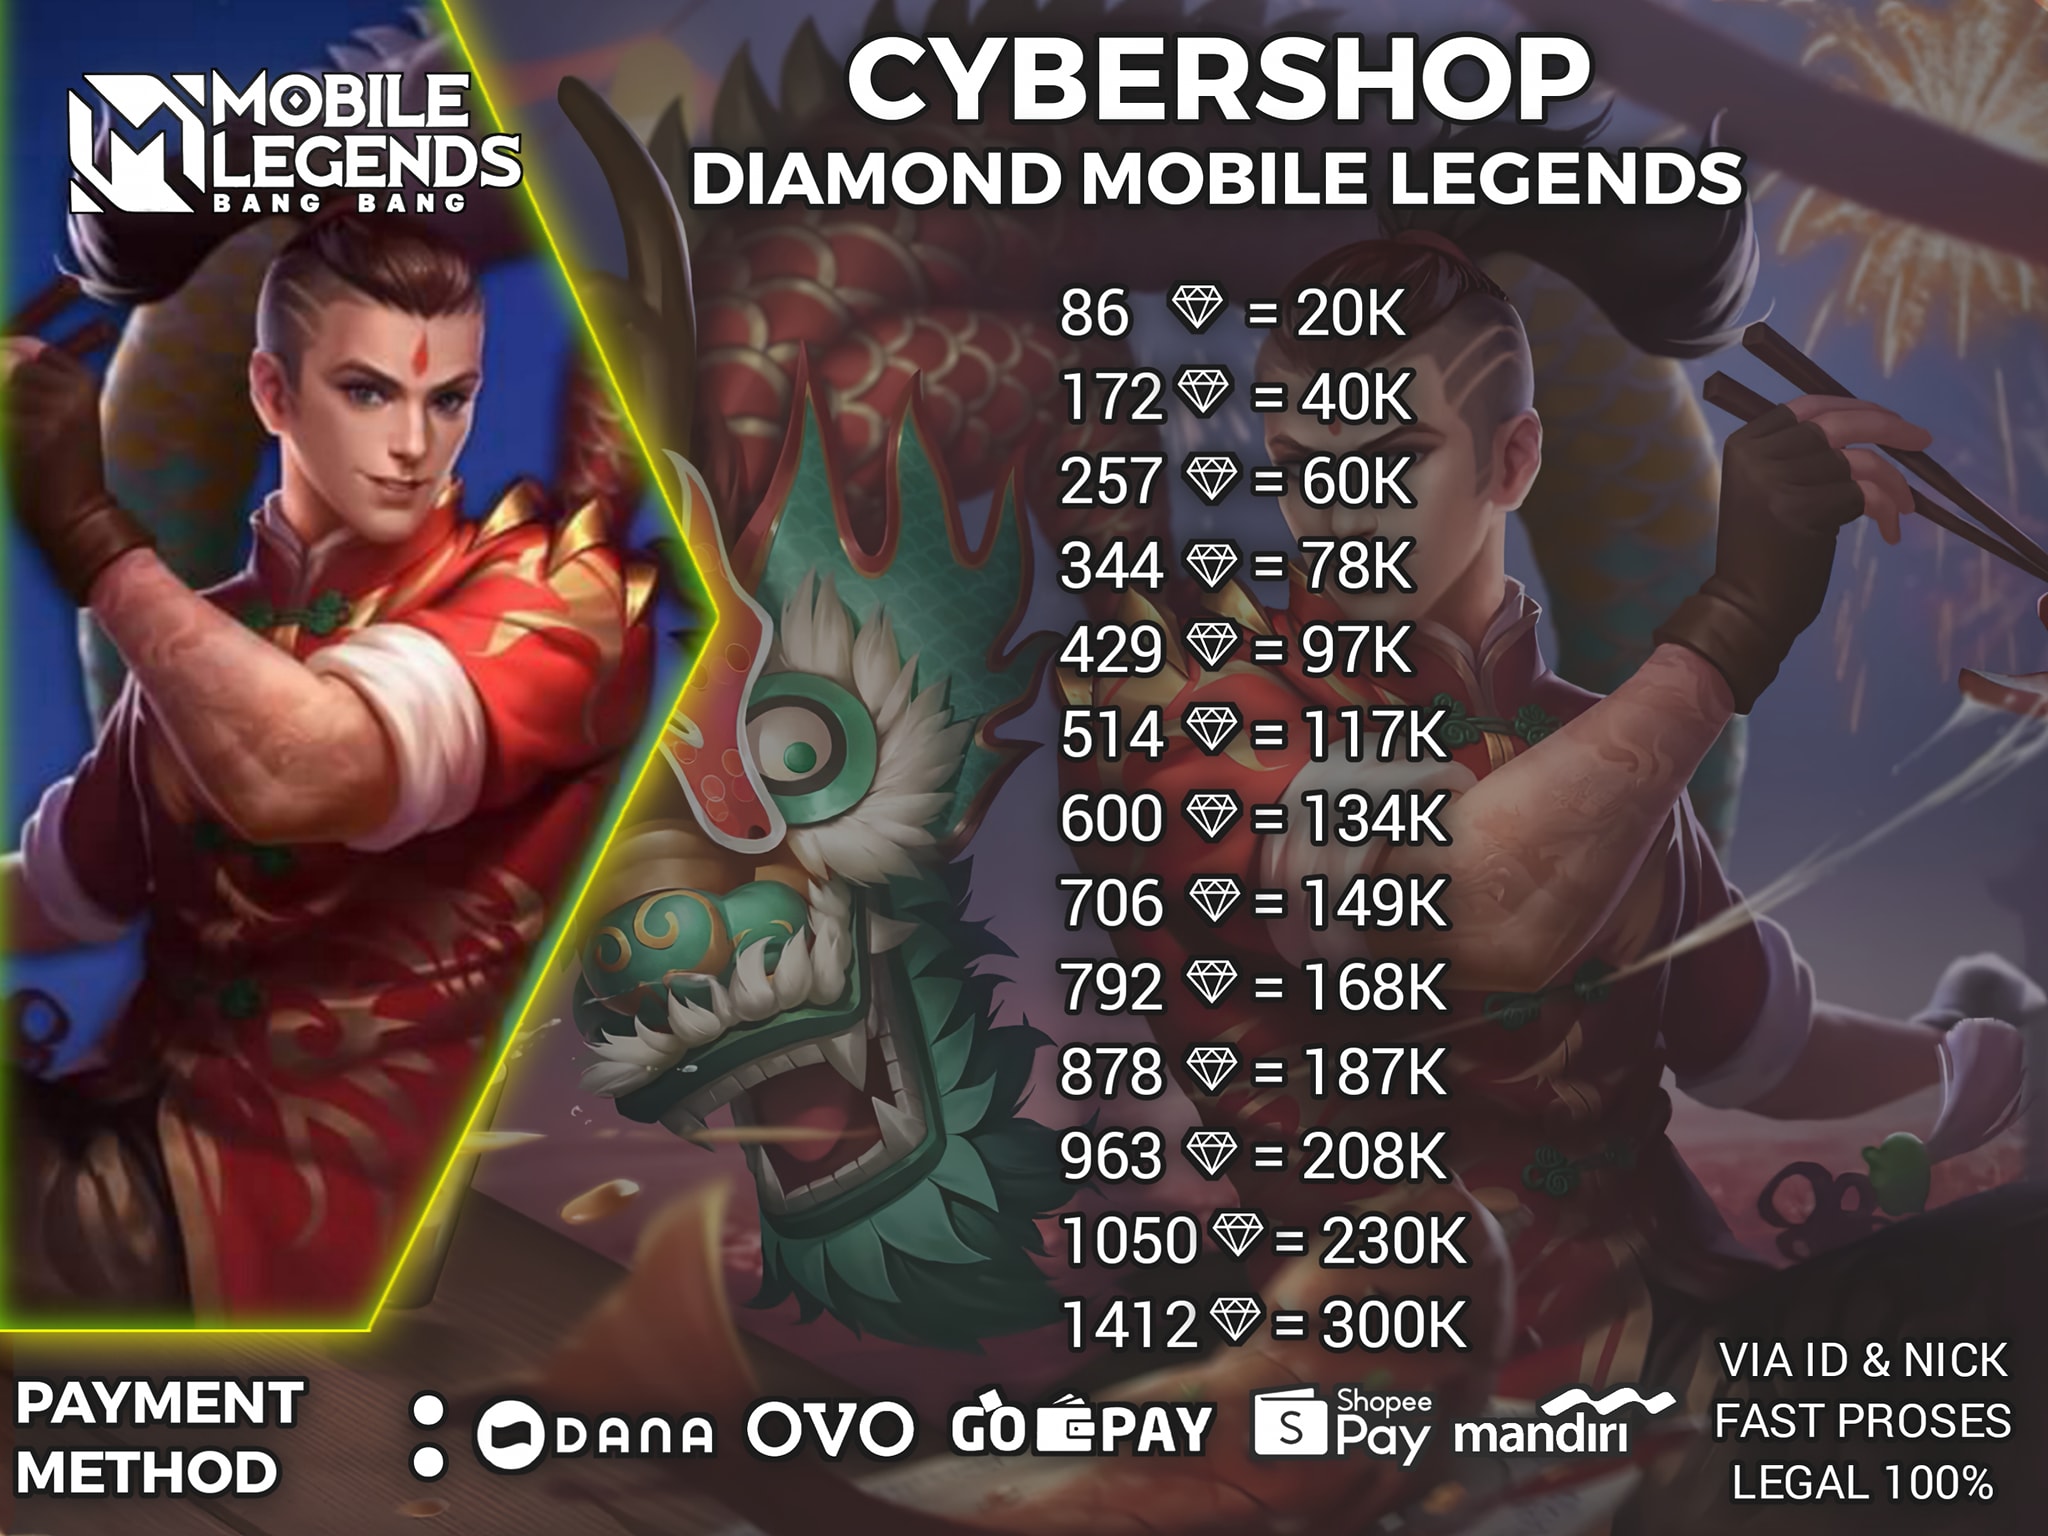 MOBILE
LEGENDS
BANG BANG
CYBERSHOP
DIAMOND MOBILE LEGENDS
86 = 20K
172 = 40K
257 = 60K
344 = 78K
429 = 97K
514 = 117K
600 = 134K
706 = 149K
792 = 168K
878 = 187K
963 = 208K
1050 = 230K
1412 = 300K
PAYMENT
METHOD
:
DANA OVO GO PAY S Shopee Pay mandiri
VIA ID & NICK
FAST PROSES
LEGAL 100%